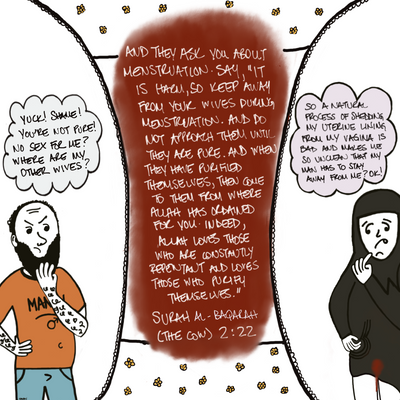 YUCK! SHAME!
YOU'RE NOT PURE!
NO SEX FOR ME?
WHERE ARE MY
OTHER WIVES?
MAN
AND THEY ASK YOU ABOUT
MENSTRUATION. SAY, "IT
IS HARM, SO KEEP AWAY
FROM YOUR WIVES DURING
MENSTRUATION. AND DO
NOT APPROACH THEM UNTIL
THEY ARE PURE. AND WHEN
THEY HAVE PURIFIED
THEMSELVES, THEN COME
TO THEM FROM WHERE
ALLAH HAS ORDAINED
FOR YOU. INDEED,
ALLAH LOVES THOSE
WHO ARE CONSTANTLY
REPENTANT AND LOVES
THOSE WHO PURIFY
THEMSELVES."
SURAH AL-BAQARAH
(THE COW) 2:22
SO A NATURAL
PROCESS OF SHEDDING
MY UTERINE LINING
FROM MY VAGINA IS
BAD AND MAKES ME
SO UNCLEAN THAT MY
MAN HAS TO STAY
AWAY FROM ME? OK!